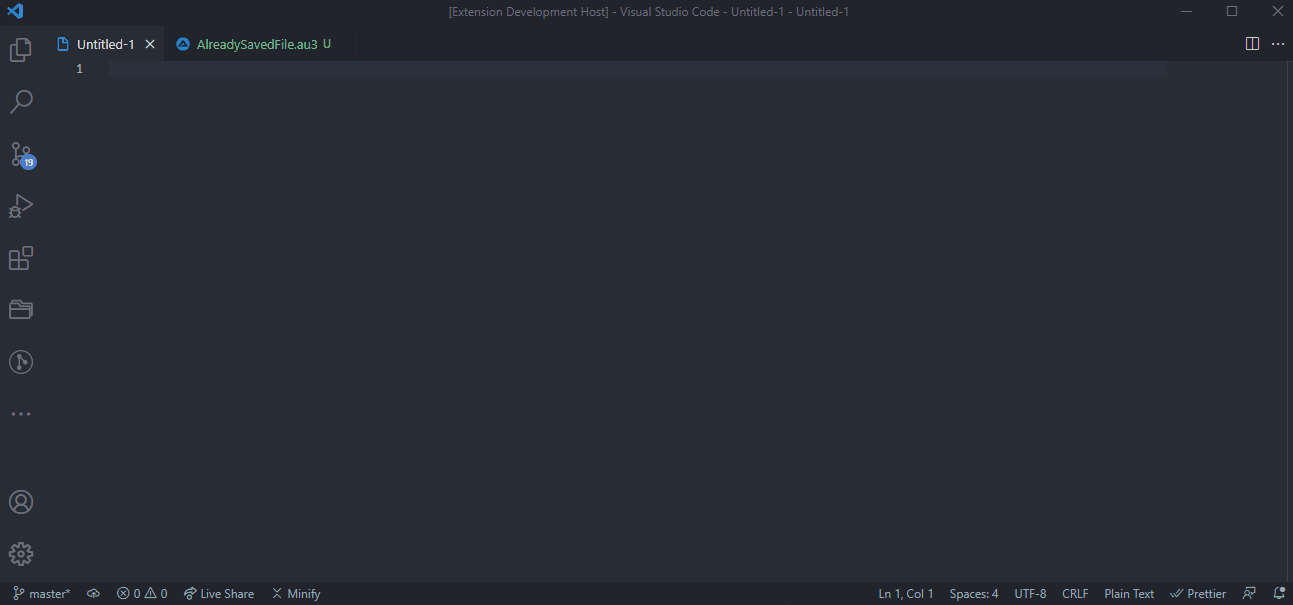 [Extension Development Host] - Visual Studio Code - Untitled-1 - Untitled-1
Untitled-1 AlreadySavedFile.au3 U
1
19
master* 0 0 Live Share Minify Ln 1, Col 1 Spaces: 4 UTF-8 CRLF Plain Text Prettier